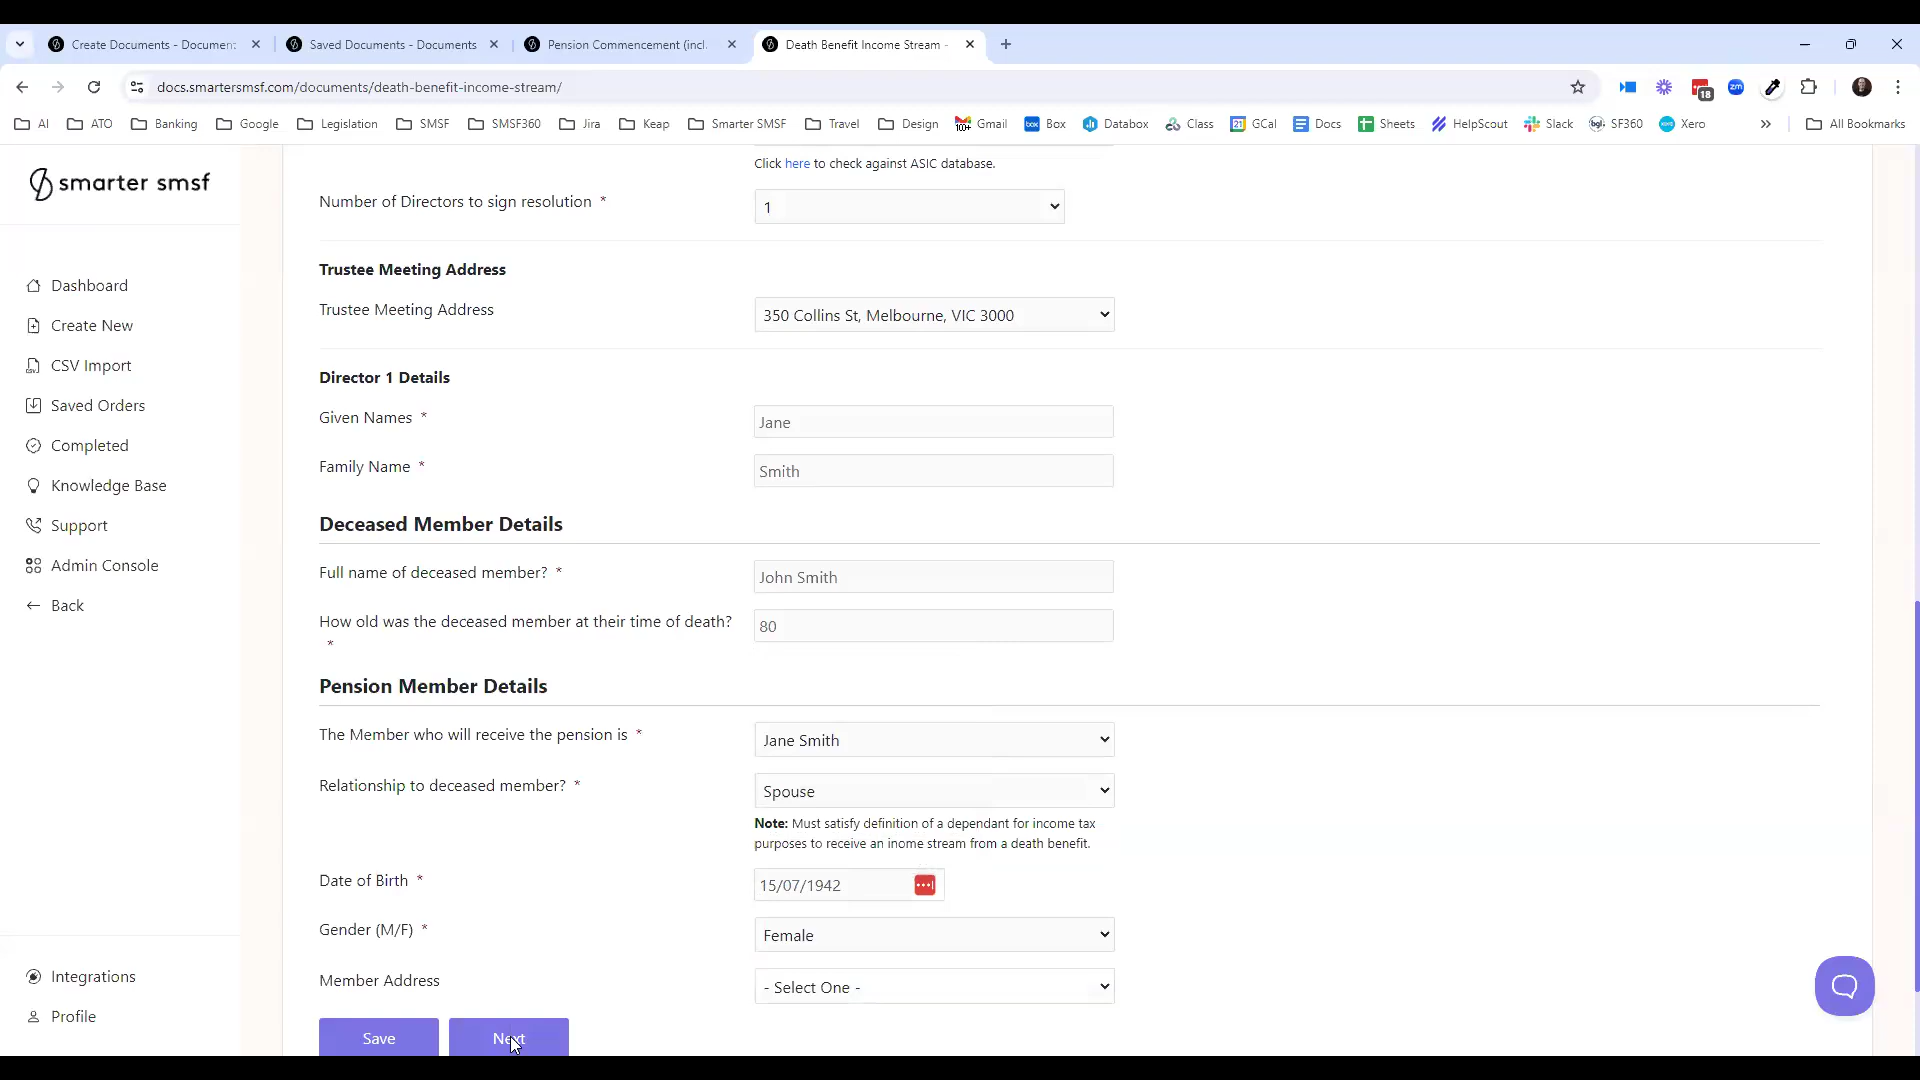 Create Documents - Document
Saved Documents - Documents
Pension Commencement (incl.
Death Benefit Income Stream -
docs.smartersmsf.com/documents/death-benefit-income-stream/
18
zm
AI
ATO
Banking
Google
Legislation
SMSF
SMSF360
Jira
Keap
Smarter SMSF
Travel
Design
100+
Gmail
box
Box
Databox
Class
21
GCal
Docs
Sheets
HelpScout
Slack
SF360
xero
Xero
All Bookmarks
smarter smsf
Dashboard
Create New
CSV Import
Saved Orders
Completed
Knowledge Base
Support
Admin Console
Back
Integrations
Profile
Click here to check against ASIC database.
Number of Directors to sign resolution *
1
Trustee Meeting Address
Trustee Meeting Address
350 Collins St, Melbourne, VIC 3000
Director 1 Details
Given Names *
Jane
Family Name *
Smith
Deceased Member Details
Full name of deceased member? *
John Smith
How old was the deceased member at their time of death?
*
80
Pension Member Details
The Member who will receive the pension is *
Jane Smith
Relationship to deceased member? *
Spouse
Note: Must satisfy definition of a dependant for income tax
purposes to receive an inome stream from a death benefit.
Date of Birth *
15/07/1942
Gender (M/F) *
Female
Member Address
- Select One -
Save
Next